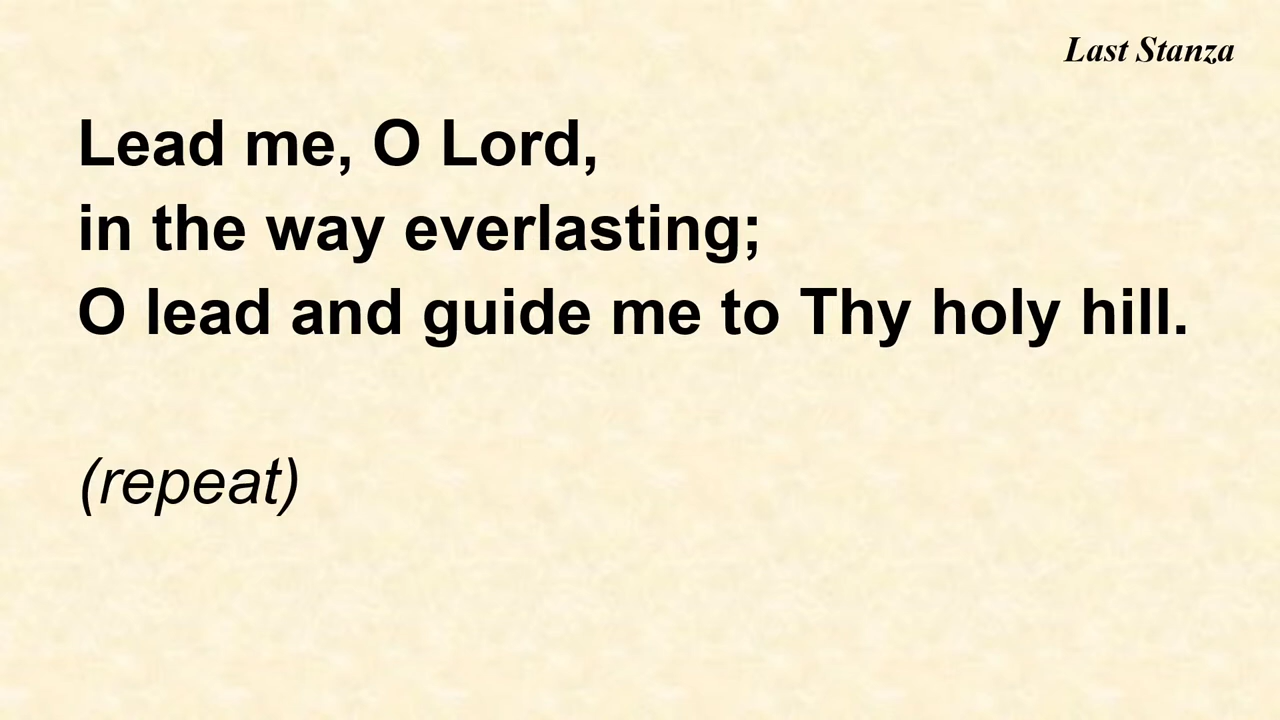 Last Stanza
Lead me, O Lord,
in the way everlasting;
O lead and guide me to Thy holy hill.
(repeat)